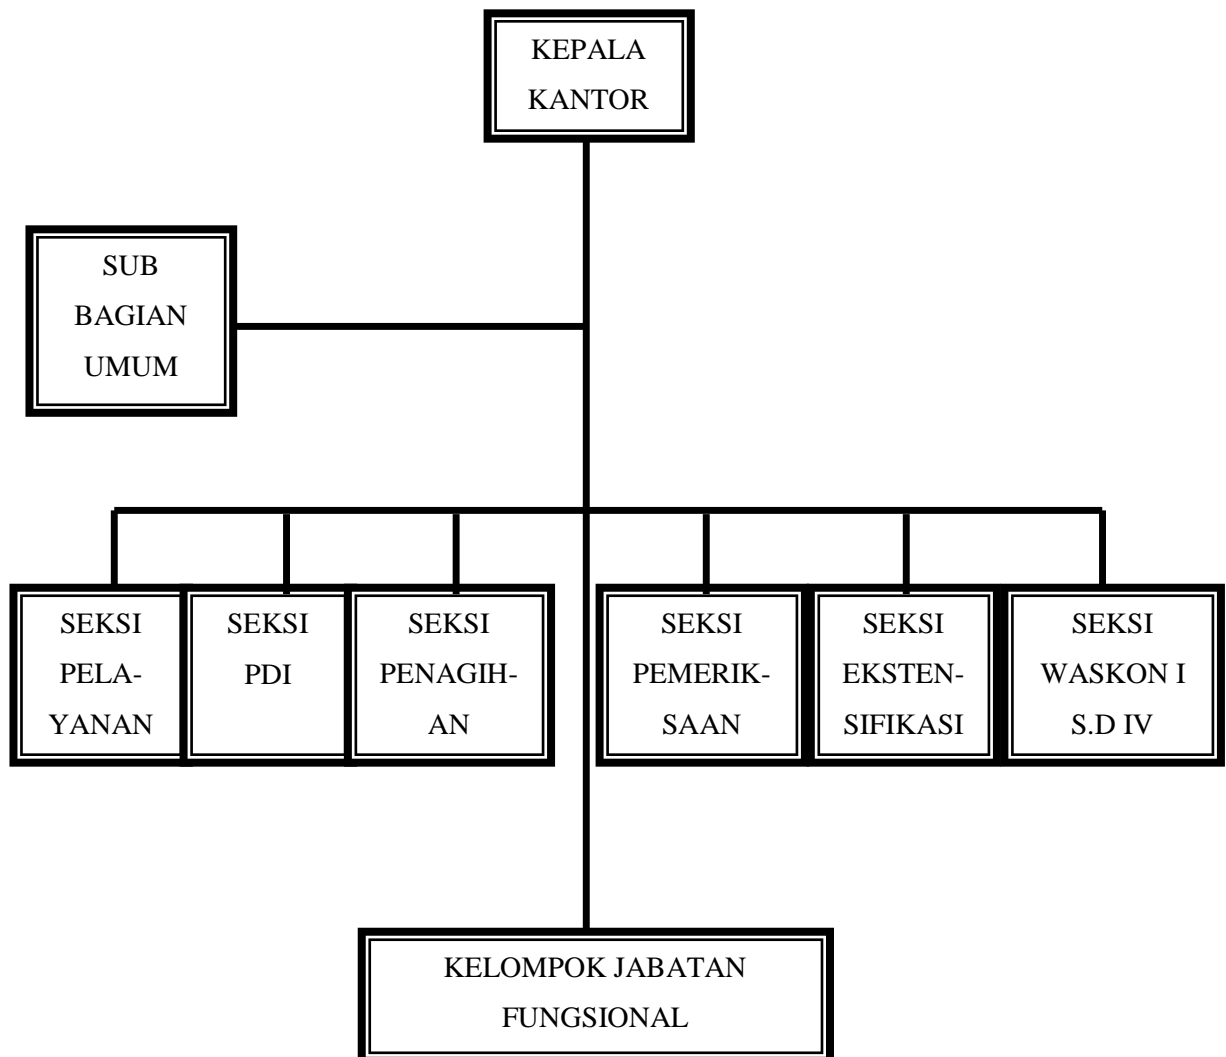 KEPALA
KANTOR
SUB
BAGIAN
UMUM
SEKSI
PELA-
YANAN
SEKSI
PDI
SEKSI
PENAGIH-
AN
SEKSI
PEMERIK-
SAAN
SEKSI
EKSTEN-
SIFIKASI
SEKSI
WASKON I
S.D IV
KELOMPOK JABATAN
FUNGSIONAL